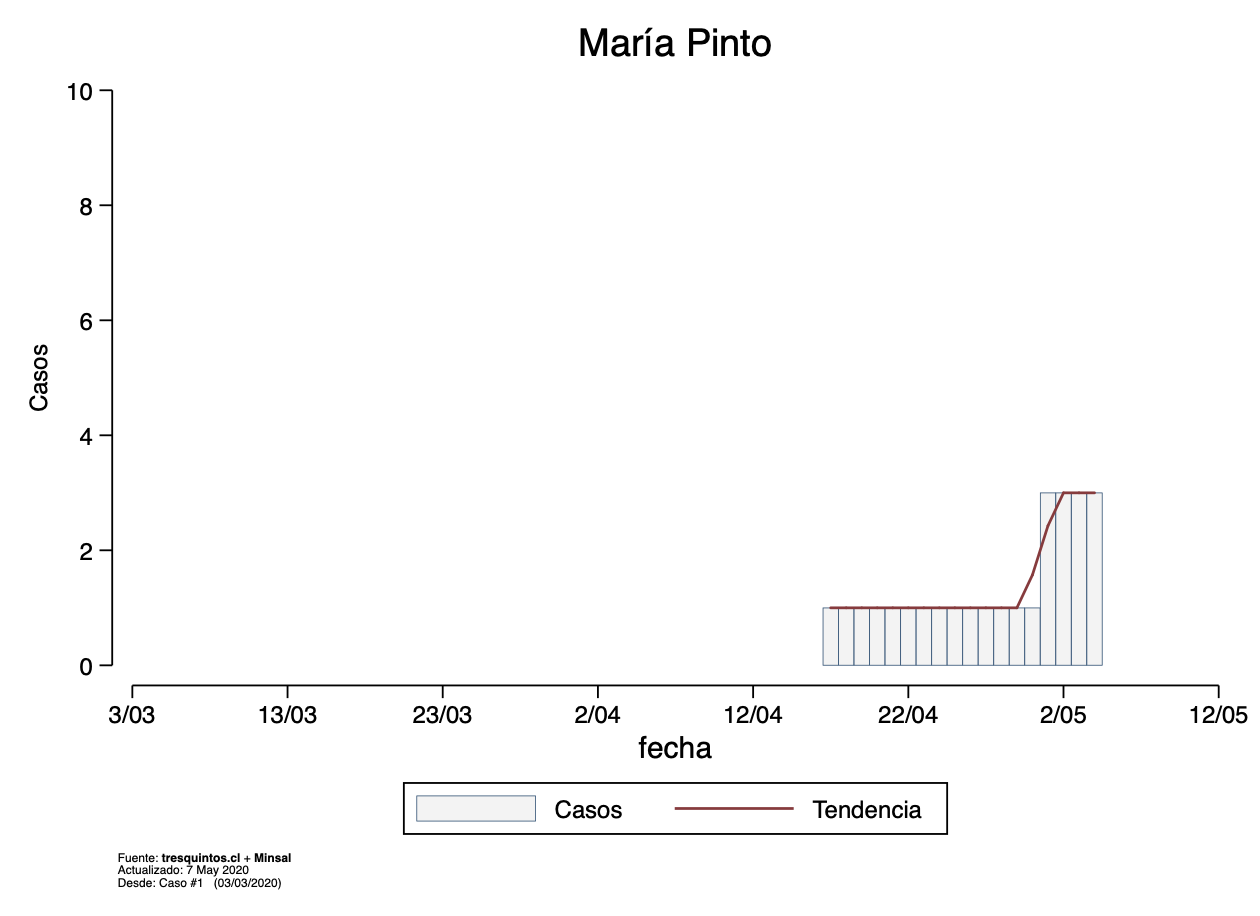 María Pinto
10
8
6
4
2
0
Casos
3/03 13/03 23/03 2/04 12/04 22/04 2/05 12/05
fecha
Casos Tendencia
Fuente: tresquintos.cl + Minsal
Actualizado: 7 May 2020
Desde: Caso #1 (03/03/2020)